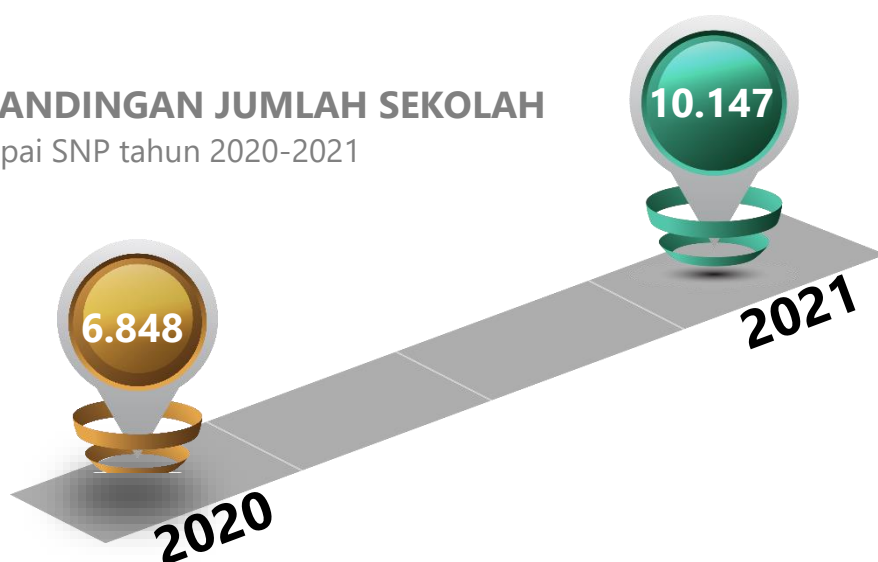 ANDINGAN JUMLAH SEKOLAH
pai SNP tahun 2020-2021
10.147
6.848
2021
2020